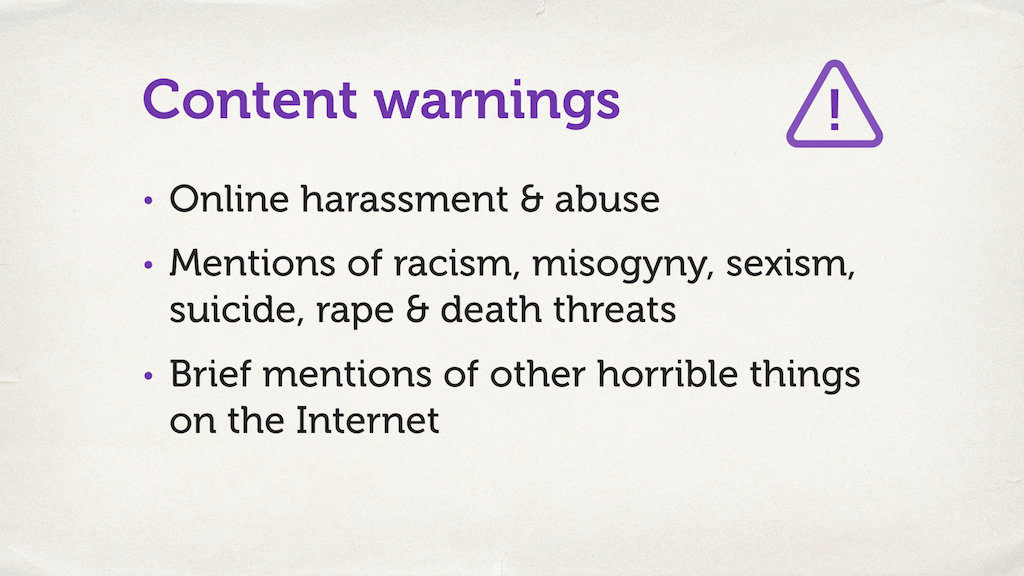 Content warnings
!
• Online harassment & abuse
• Mentions of racism, misogyny, sexism,
suicide, rape & death threats
• Brief mentions of other horrible things
on the Internet